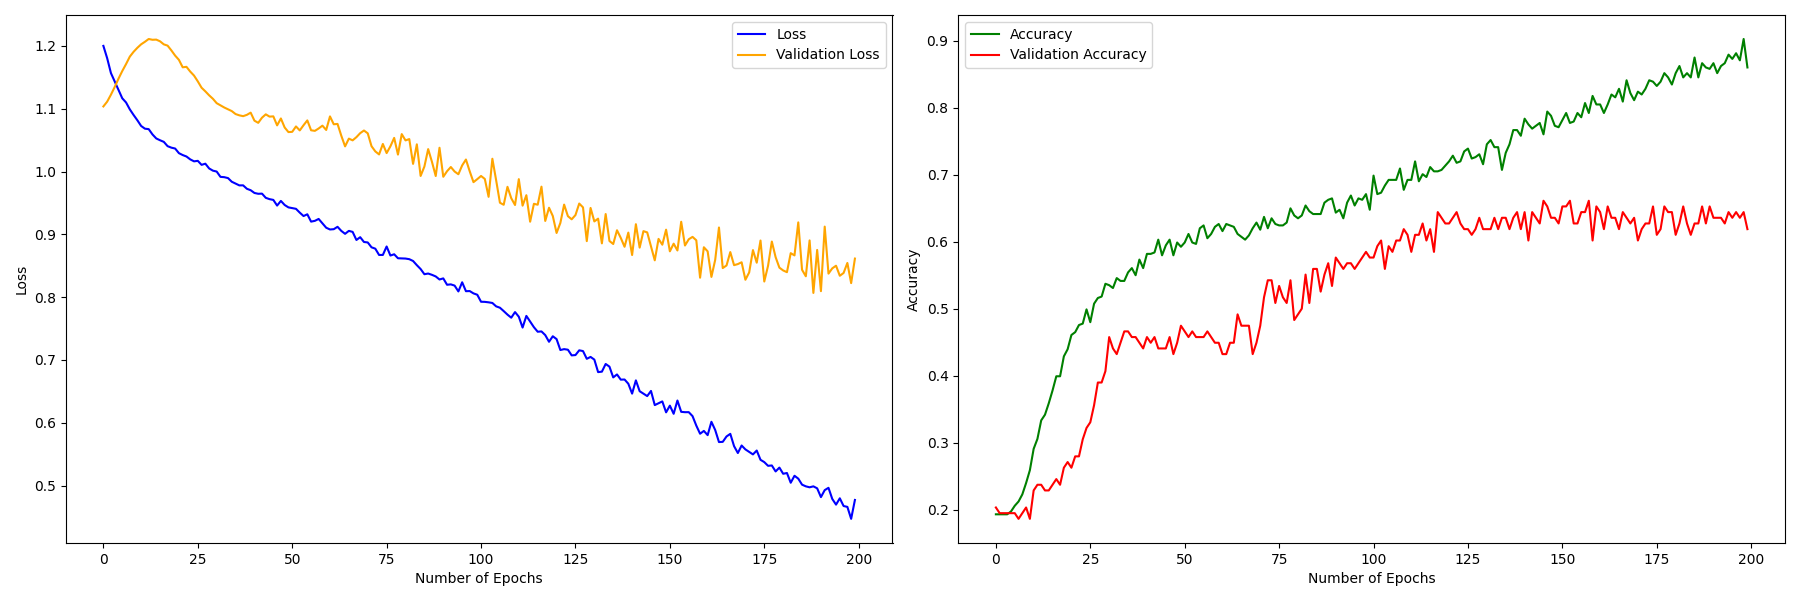 Loss
Validation Loss
1.2
1.1
1.0
0.9
0.8
0.7
0.6
0.5
Loss
0 25 50 75 100 125 150 175 200
Number of Epochs
Accuracy
Validation Accuracy
0.9
0.8
0.7
0.6
0.5
0.4
0.3
0.2
Accuracy
0 25 50 75 100 125 150 175 200
Number of Epochs